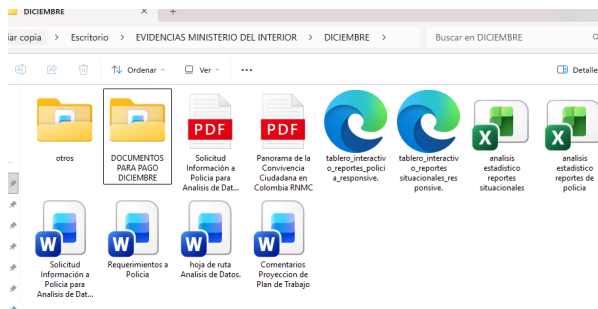 DICIEMBRE × +
iar copia > Escritorio > EVIDENCIAS MINISTERIO DEL INTERIOR > DICIEMBRE > Buscar en DICIEMBRE
Ordenar Ver ... Detalle
PDF PDF
otros
DOCUMENTOS
PARA PAGO
DICIEMBRE
Solicitud
Información a
Policia para
Analisis de Dat...
Panorama de la
Convivencia
Ciudadana en
Colombia RNMC
tablero_interactiv
o_reportes_polici
a_responsive.
tablero_interactiv
o_reportes
situacionales_res
ponsive.
X
analisis
estadistico
reportes
situacionales
X
analisis
estadistico
reportes de
policia
W
Solicitud
Información a
Policia para
Analisis de Dat...
W
Requerimientos a
Policia
W
hoja de ruta
Analisis de Datos.
W
Comentarios
Proyeccion de
Plan de Trabajo